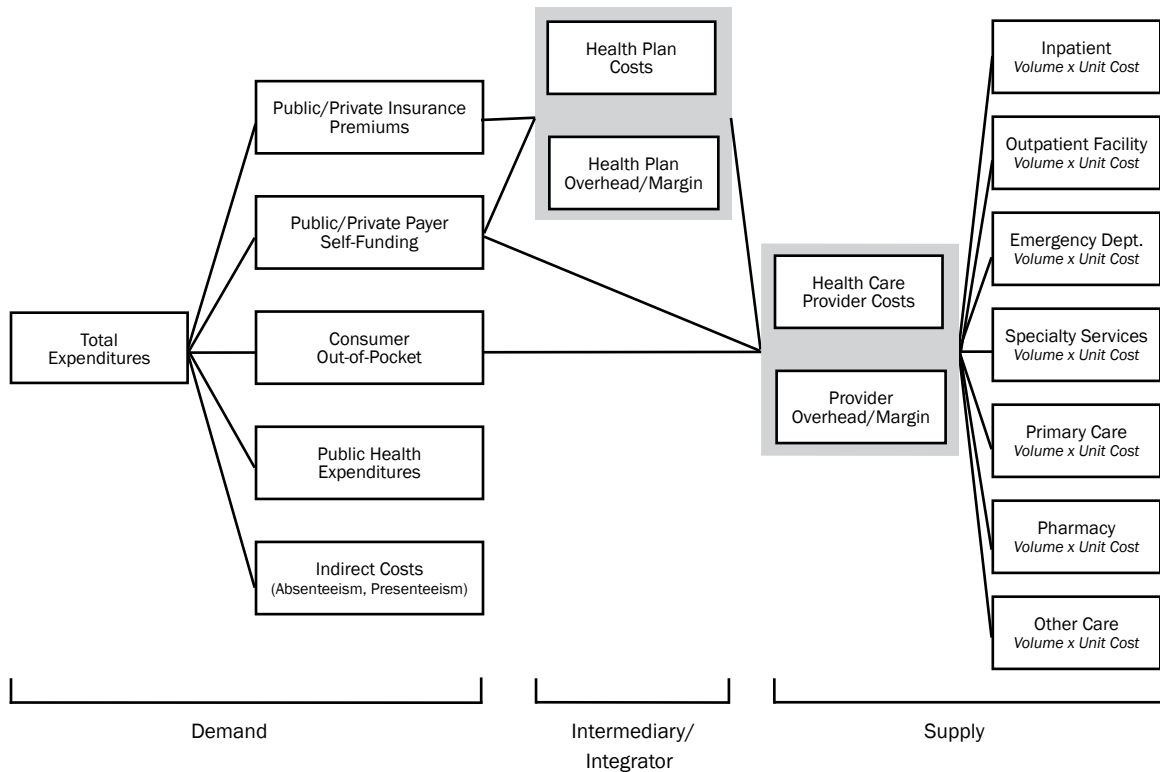 Total
Expenditures
Public/Private Insurance
Premiums
Public/Private Payer
Self-Funding
Consumer
Out-of-Pocket
Public Health
Expenditures
Indirect Costs
(Absenteeism, Presenteeism)
Health Plan
Costs
Health Plan
Overhead/Margin
Health Care
Provider Costs
Provider
Overhead/Margin
Inpatient
Volume x Unit Cost
Outpatient Facility
Volume x Unit Cost
Emergency Dept.
Volume x Unit Cost
Specialty Services
Volume x Unit Cost
Primary Care
Volume x Unit Cost
Pharmacy
Volume x Unit Cost
Other Care
Volume x Unit Cost
Demand
Intermediary/
Integrator
Supply